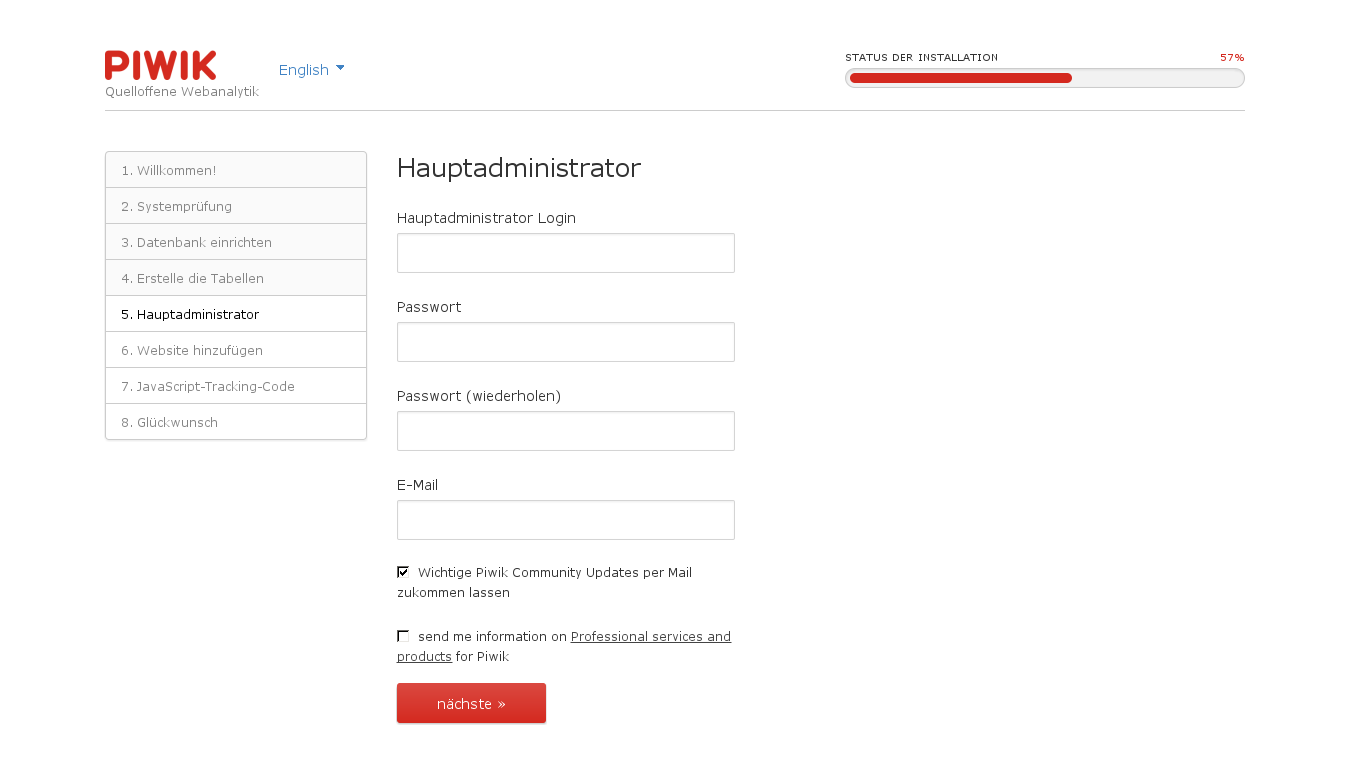 PIWIK
Quelloffene Webanalytik
English
STATUS DER INSTALLATION 57%
1. Willkommen!
2. Systemprüfung
3. Datenbank einrichten
4. Erstelle die Tabellen
5. Hauptadministrator
6. Website hinzufügen
7. JavaScript-Tracking-Code
8. Glückwunsch
Hauptadministrator
Hauptadministrator Login
Passwort
Passwort (wiederholen)
E-Mail
Wichtige Piwik Community Updates per Mail
zukommen lassen
send me information on Professional services and
products for Piwik
nächste »